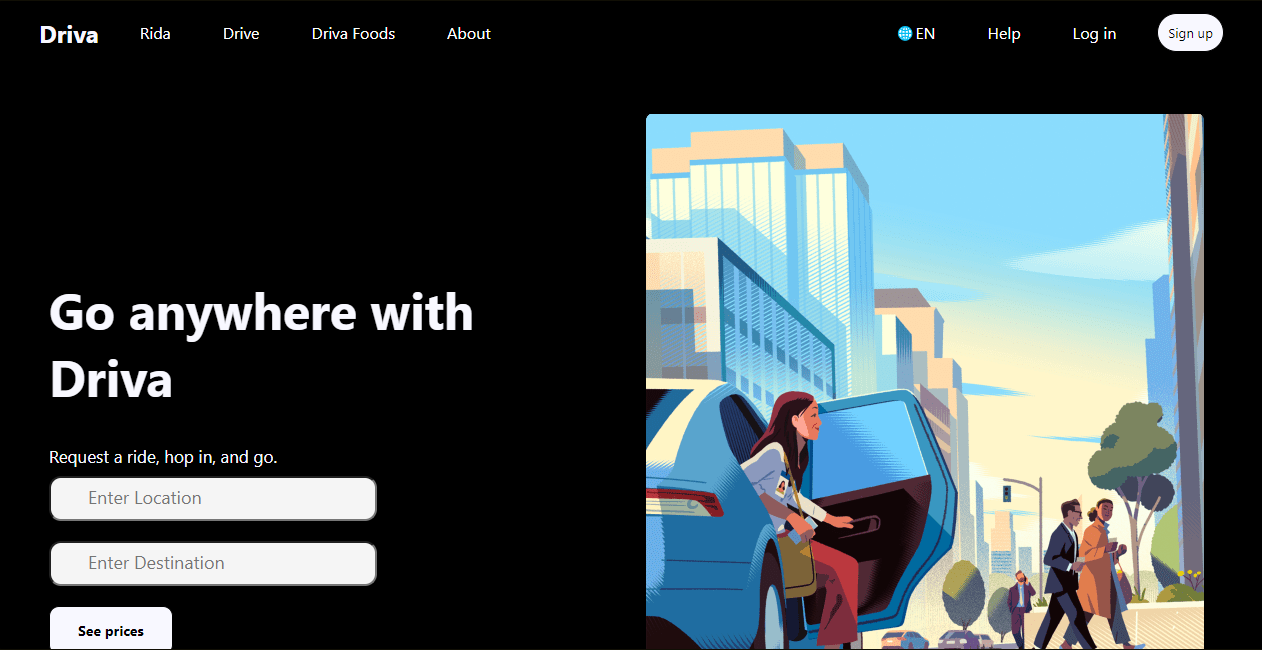 Driva Rida Drive Driva Foods About 🌐 EN Help Log in Sign up
Go anywhere with
Driva
Request a ride, hop in, and go.
Enter Location
Enter Destination
See prices